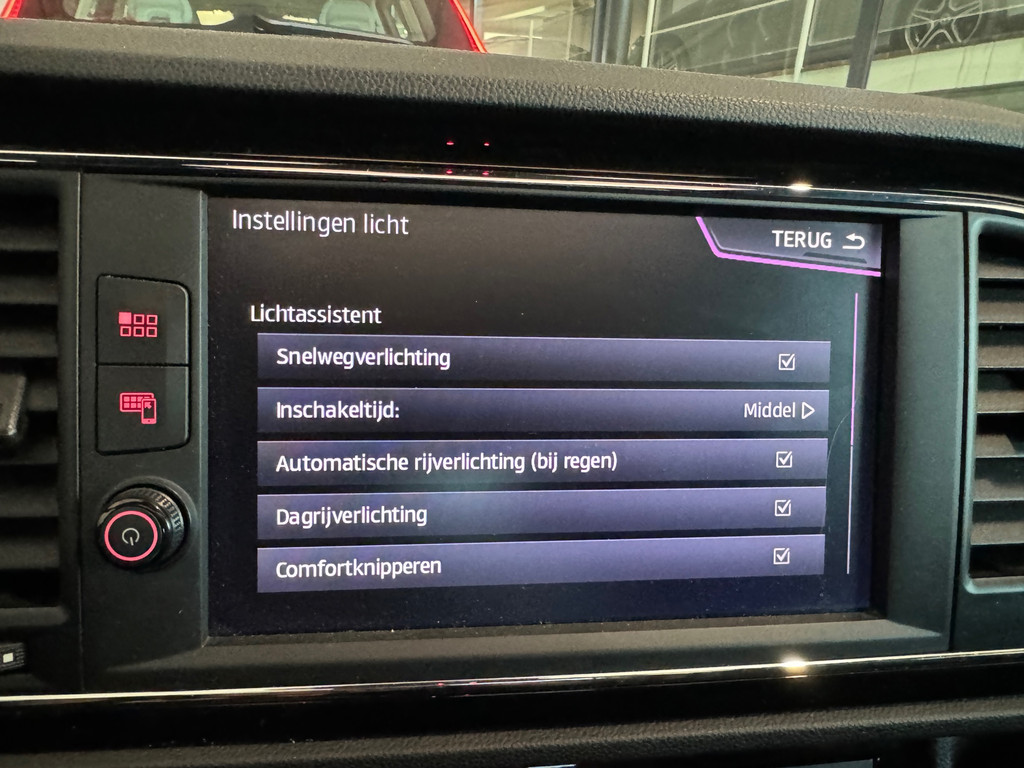 Instellingen licht
TERUG
Lichtassistent
Snelwegverlichting
Inschakeltijd: Middel
Automatische rijverlichting (bij regen)
Dagrijverlichting
Comfortknipperen